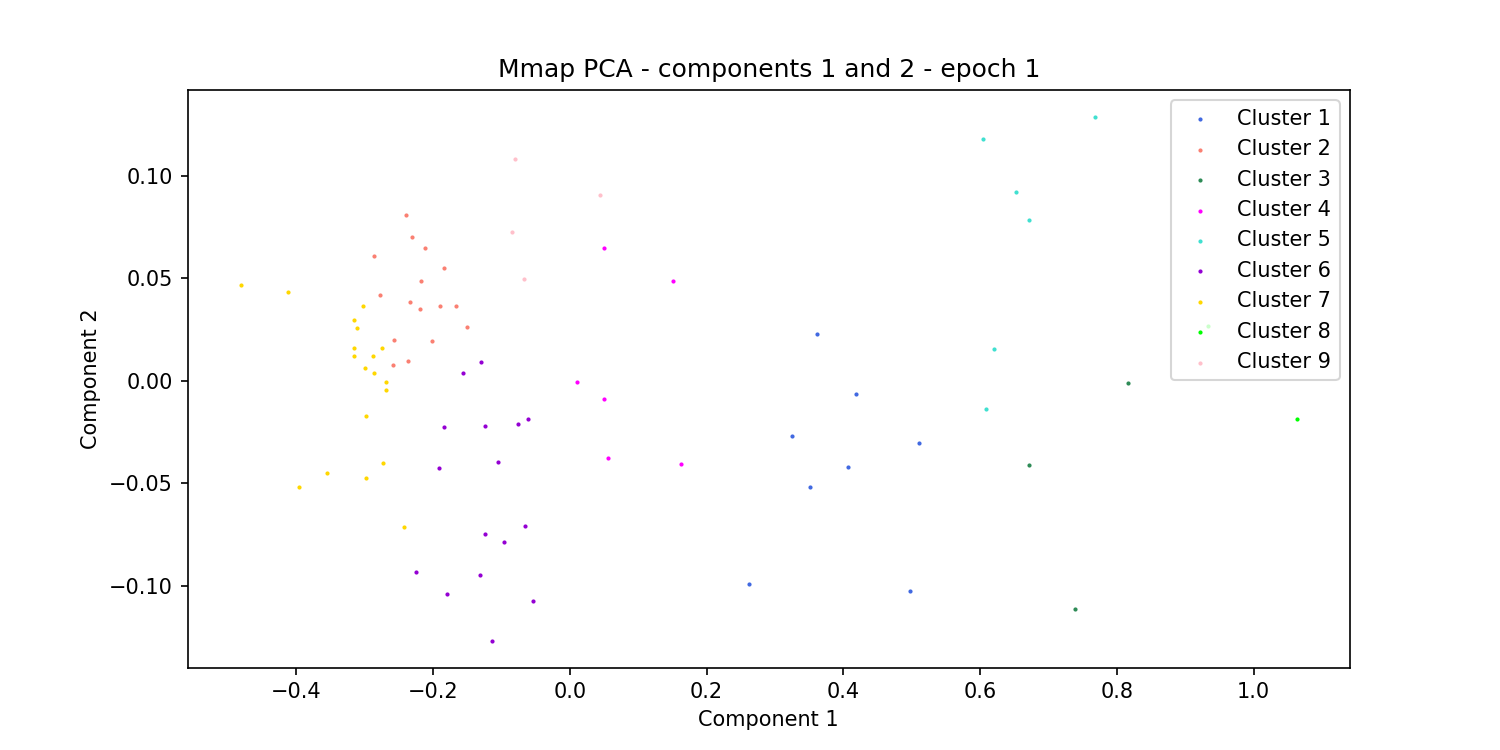 Mmap PCA - components 1 and 2 - epoch 1
Cluster 1
Cluster 2
Cluster 3
Cluster 4
Cluster 5
Cluster 6
Cluster 7
Cluster 8
Cluster 9
Component 2
0.10
0.05
0.00
−0.05
−0.10
−0.4
−0.2
0.0
0.2
0.4
0.6
0.8
1.0
Component 1